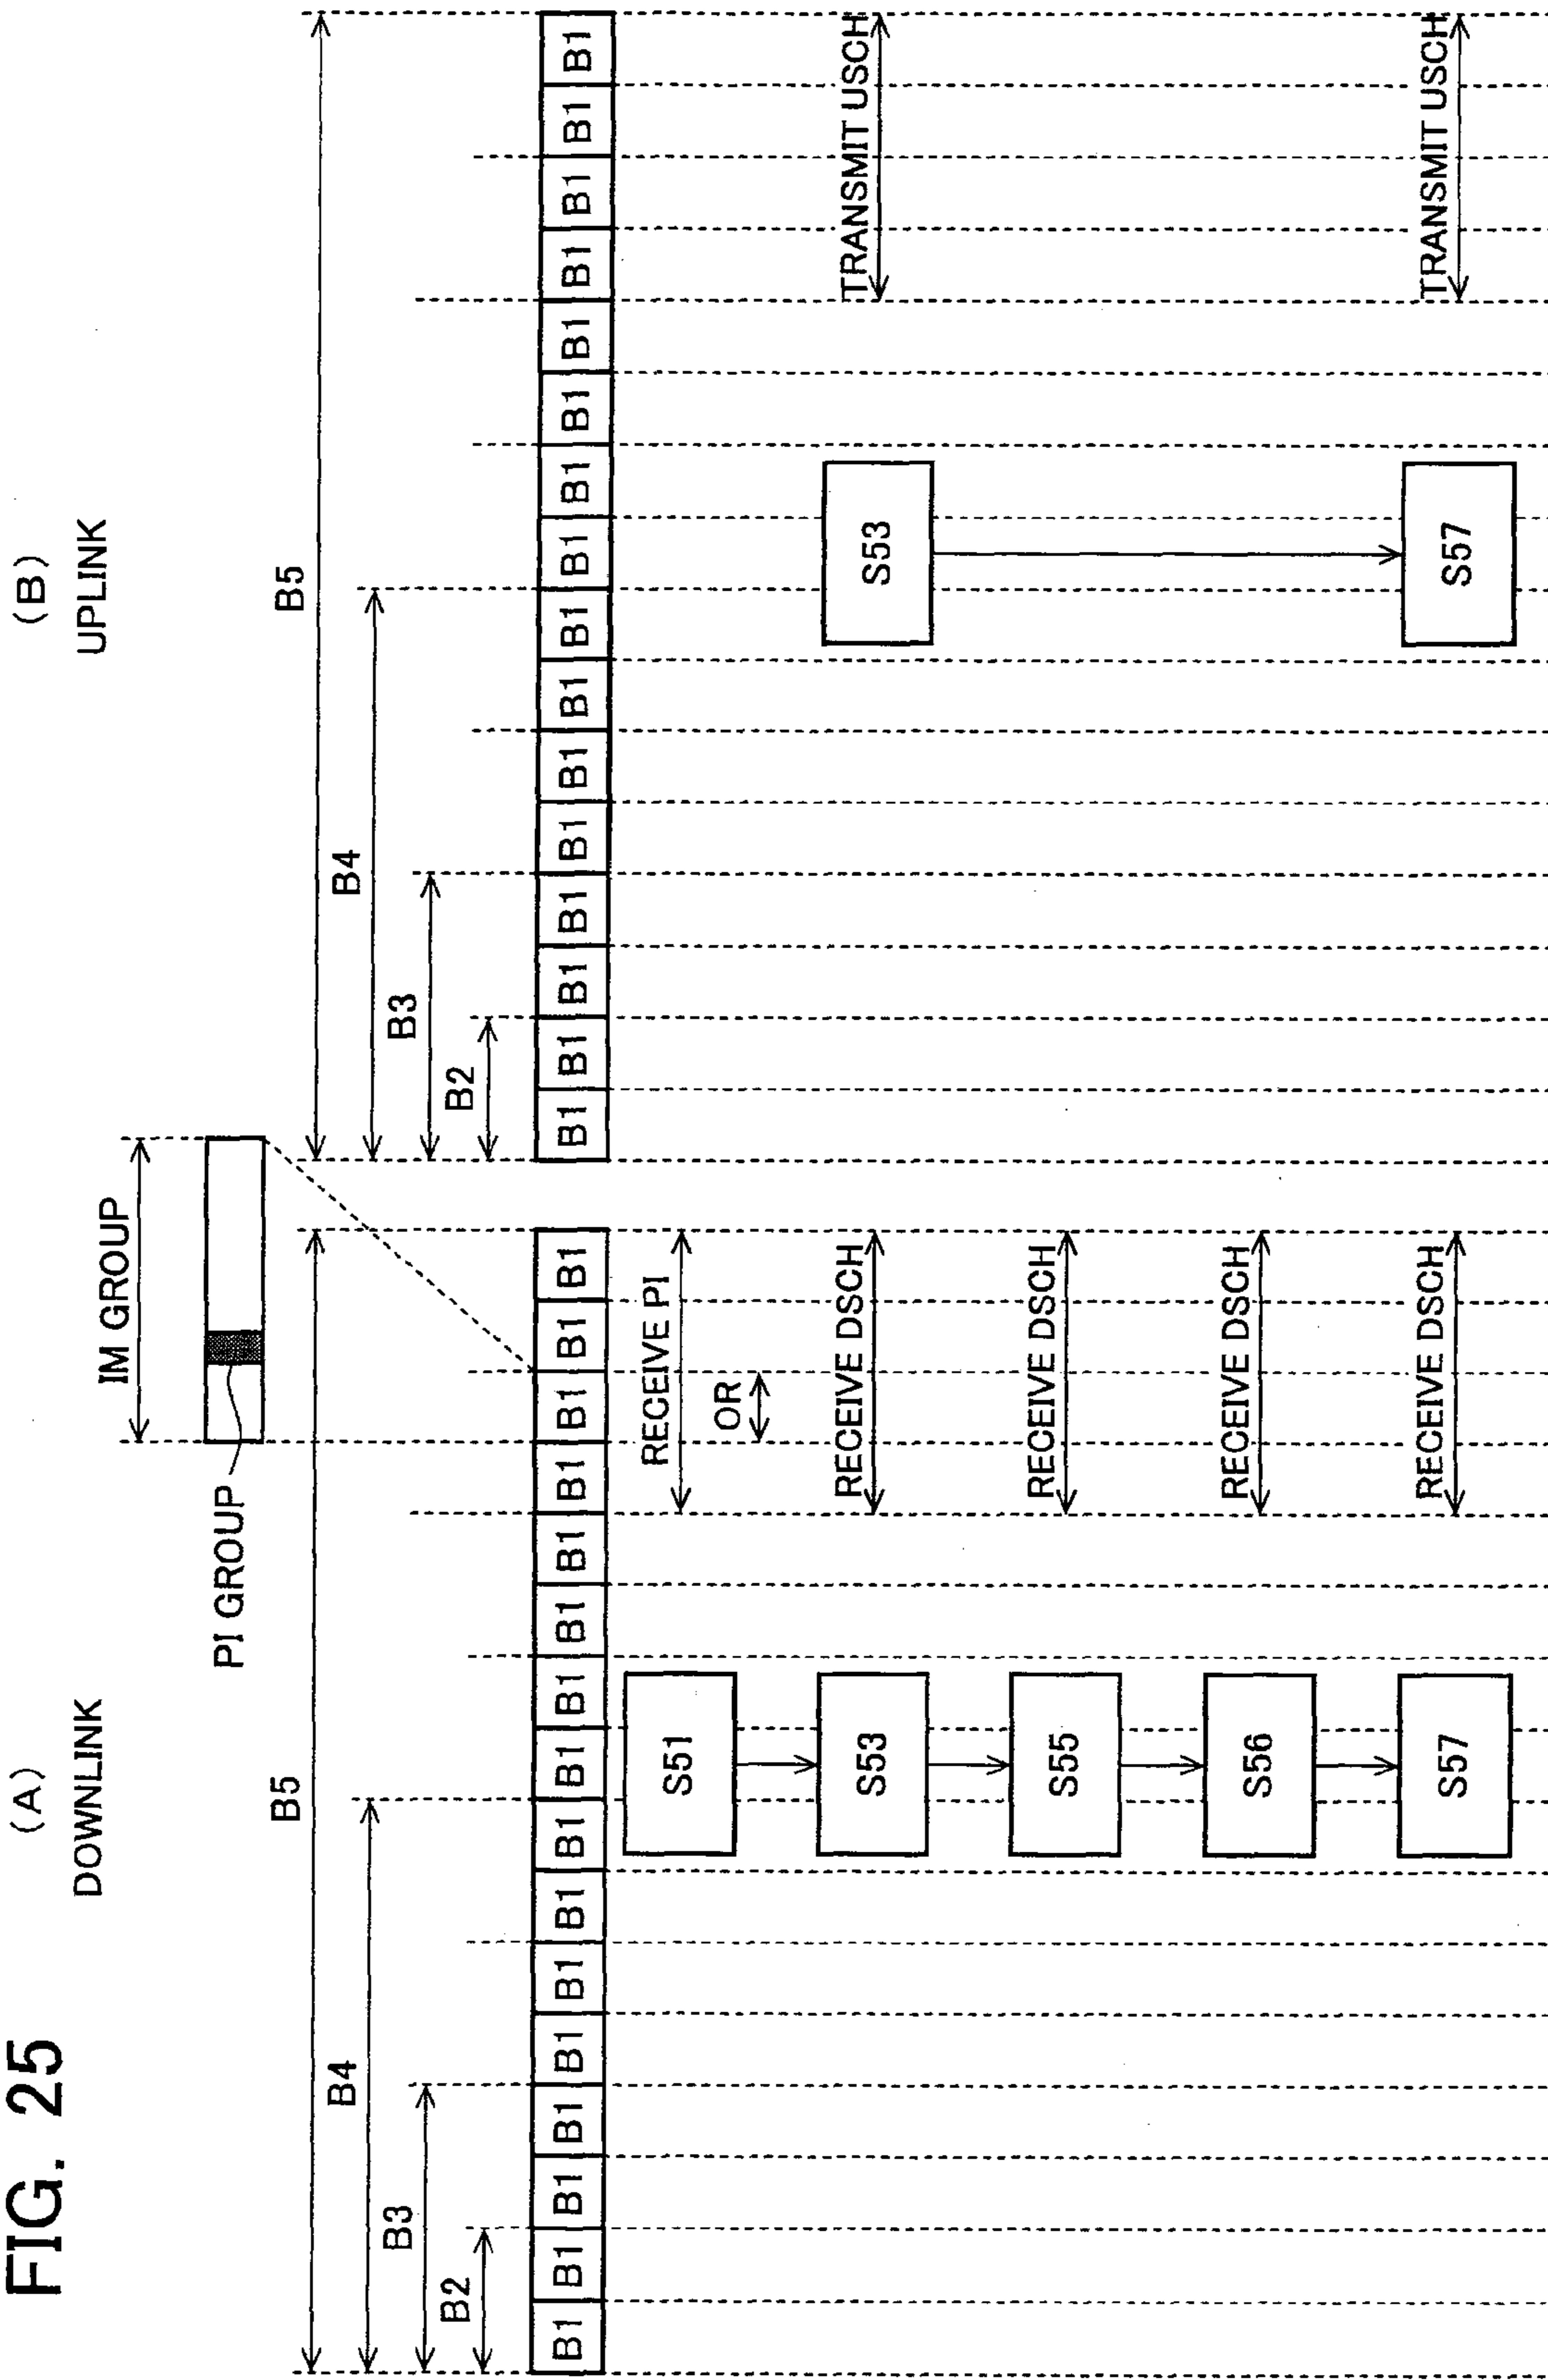 FIG. 25
(A)
DOWNLINK
(B)
UPLINK
IM GROUP
PI GROUP
B5
B4
B3
B2
B5
B4
B3
B2
B1 B1 B1 B1 B1 B1 B1 B1 B1 B1 B1 B1 B1 B1 B1 B1
B1 B1 B1 B1 B1 B1 B1 B1 B1 B1 B1 B1 B1 B1 B1 B1
S51
RECEIVE PI
OR
S53
RECEIVE DSCH
S53
TRANSMIT USCH
S55
RECEIVE DSCH
S56
RECEIVE DSCH
S57
RECEIVE DSCH
S57
TRANSMIT USCH